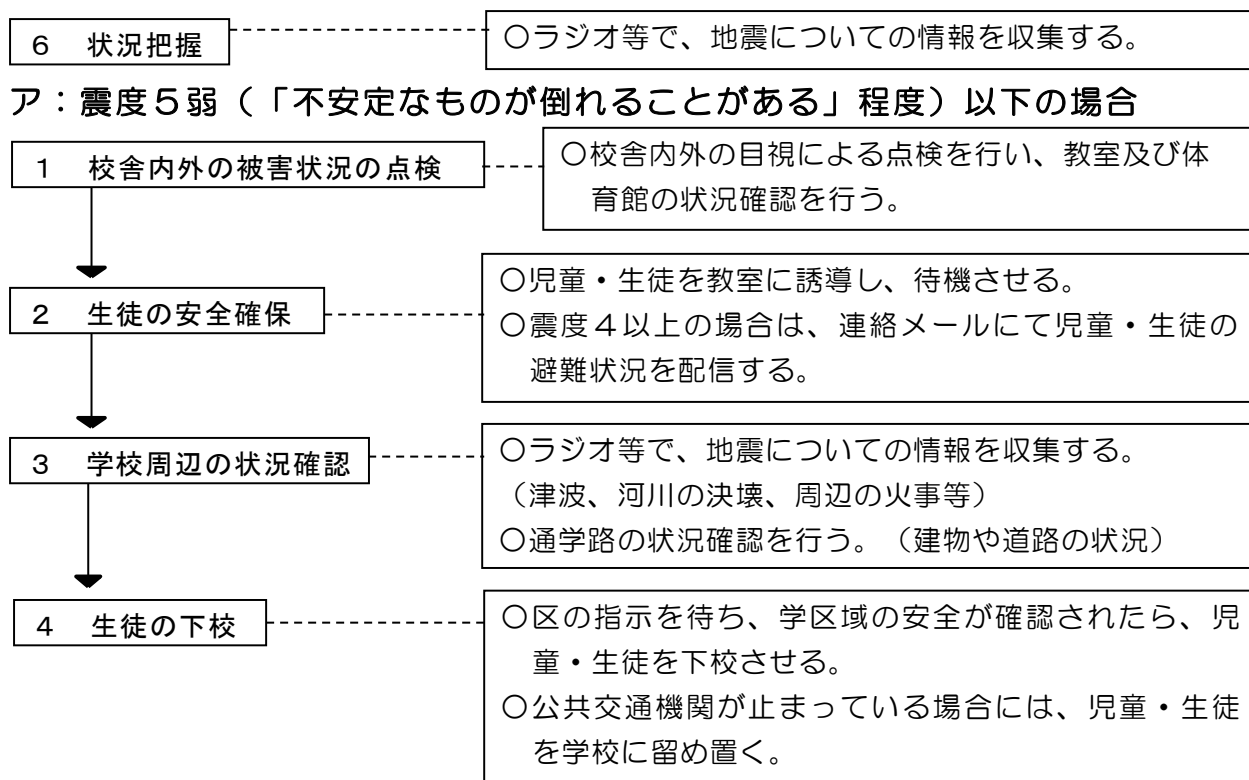 ６　状況把握
○ラジオ等で、地震についての情報を収集する。
ア：震度５弱（「不安定なものが倒れることがある」程度）以下の場合
１　校舎内外の被害状況の点検
○校舎内外の目視による点検を行い、教室及び体
育館の状況確認を行う。
２　生徒の安全確保
○児童・生徒を教室に誘導し、待機させる。
○震度４以上の場合は、連絡メールにて児童・生徒の
避難状況を配信する。
３　学校周辺の状況確認
○ラジオ等で、地震についての情報を収集する。
（津波、河川の決壊、周辺の火事等）
○通学路の状況確認を行う。（建物や道路の状況）
４　生徒の下校
○区の指示を待ち、学区域の安全が確認されたら、児
童・生徒を下校させる。
○公共交通機関が止まっている場合には、児童・生徒
を学校に留め置く。